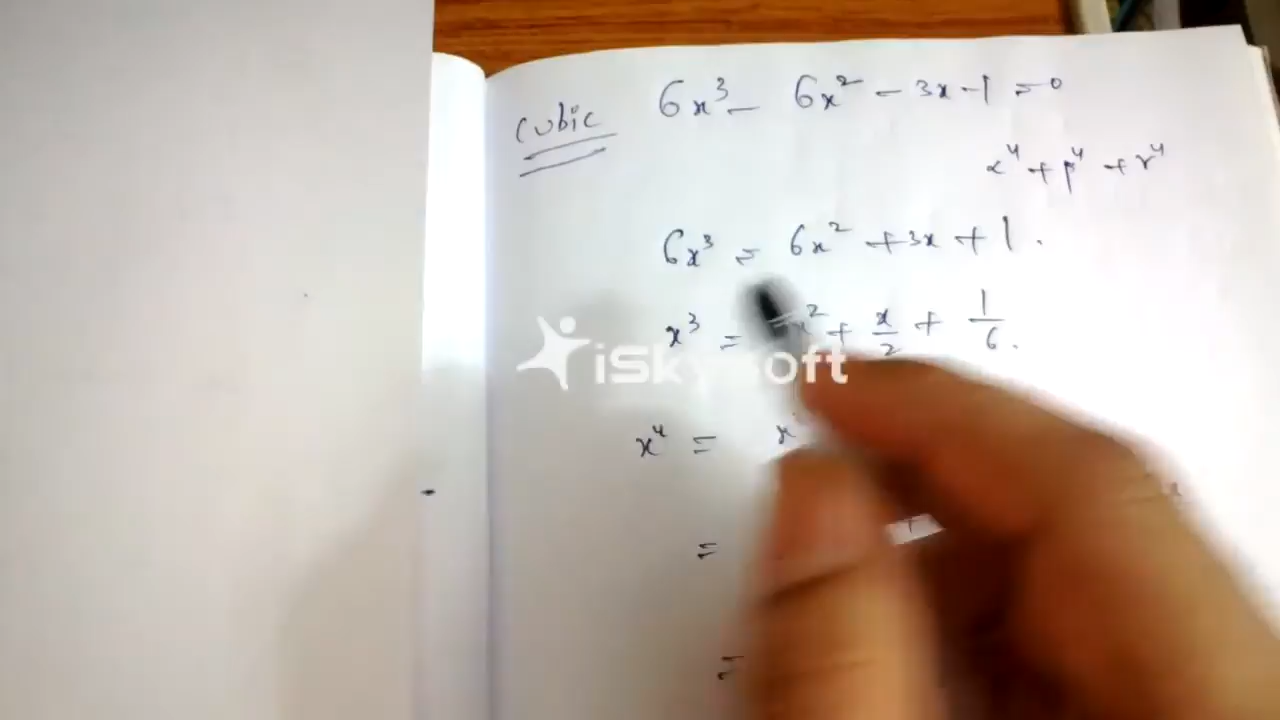 cubic 6x³ - 6x² - 3x - 1 = 0
α⁴ + β⁴ + r⁴
6x³ = 6x² + 3x + 1.
x³ = x² + x/2 + 1/6.
iSkysoft
x⁴ =
=
=